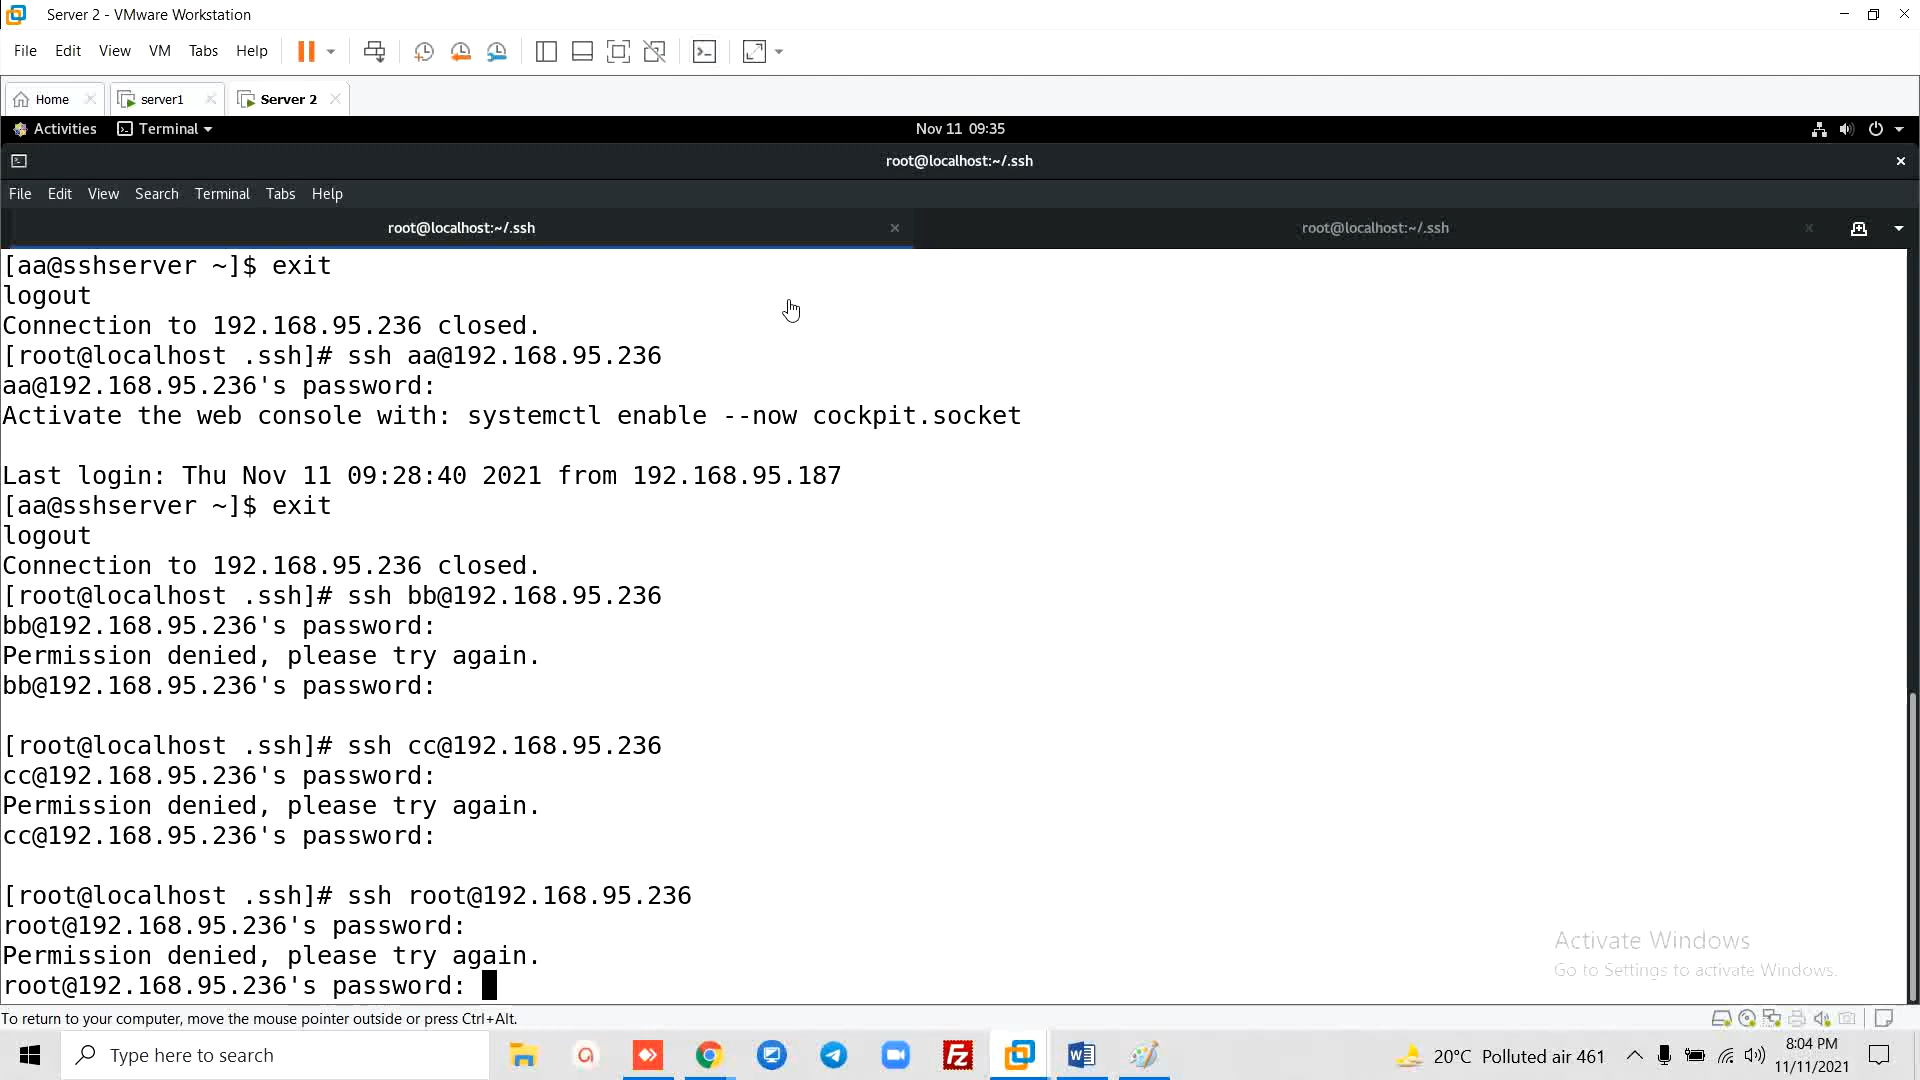 Server 2 - VMware Workstation
File Edit View VM Tabs Help
Home server1 Server 2
Activities Terminal Nov 11 09:35
root@localhost:~/.ssh
File Edit View Search Terminal Tabs Help
root@localhost:~/.ssh root@localhost:~/.ssh
[aa@sshserver ~]$ exit
logout
Connection to 192.168.95.236 closed.
[root@localhost .ssh]# ssh aa@192.168.95.236
aa@192.168.95.236's password:
Activate the web console with: systemctl enable --now cockpit.socket
Last login: Thu Nov 11 09:28:40 2021 from 192.168.95.187
[aa@sshserver ~]$ exit
logout
Connection to 192.168.95.236 closed.
[root@localhost .ssh]# ssh bb@192.168.95.236
bb@192.168.95.236's password:
Permission denied, please try again.
bb@192.168.95.236's password:
[root@localhost .ssh]# ssh cc@192.168.95.236
cc@192.168.95.236's password:
Permission denied, please try again.
cc@192.168.95.236's password:
[root@localhost .ssh]# ssh root@192.168.95.236
root@192.168.95.236's password:
Permission denied, please try again.
root@192.168.95.236's password:
Activate Windows
Go to Settings to activate Windows.
To return to your computer, move the mouse pointer outside or press Ctrl+Alt.
Type here to search
20°C Polluted air 461
8:04 PM
11/11/2021